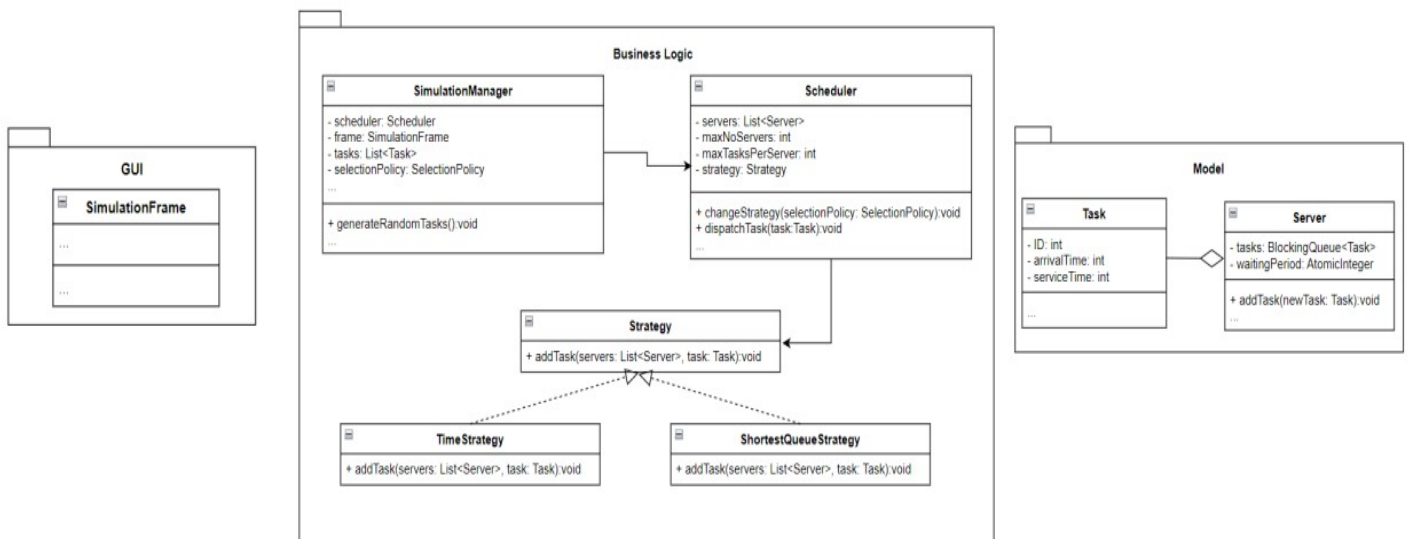 GUI
SimulationFrame
...
...
Business Logic
SimulationManager
- scheduler: Scheduler
- frame: SimulationFrame
- tasks: List<Task>
- selectionPolicy: SelectionPolicy
...
+ generateRandomTasks():void
...
Scheduler
- servers: List<Server>
- maxNoServers: int
- maxTasksPerServer: int
- strategy: Strategy
+ changeStrategy(selectionPolicy: SelectionPolicy):void
+ dispatchTask(task:Task):void
...
Strategy
+ addTask(servers: List<Server>, task: Task):void
TimeStrategy
+ addTask(servers: List<Server>, task: Task):void
ShortestQueueStrategy
+ addTask(servers: List<Server>, task: Task):void
Model
Task
- ID: int
- arrivalTime: int
- serviceTime: int
...
Server
- tasks: BlockingQueue<Task>
- waitingPeriod: AtomicInteger
+ addTask(newTask: Task):void
...